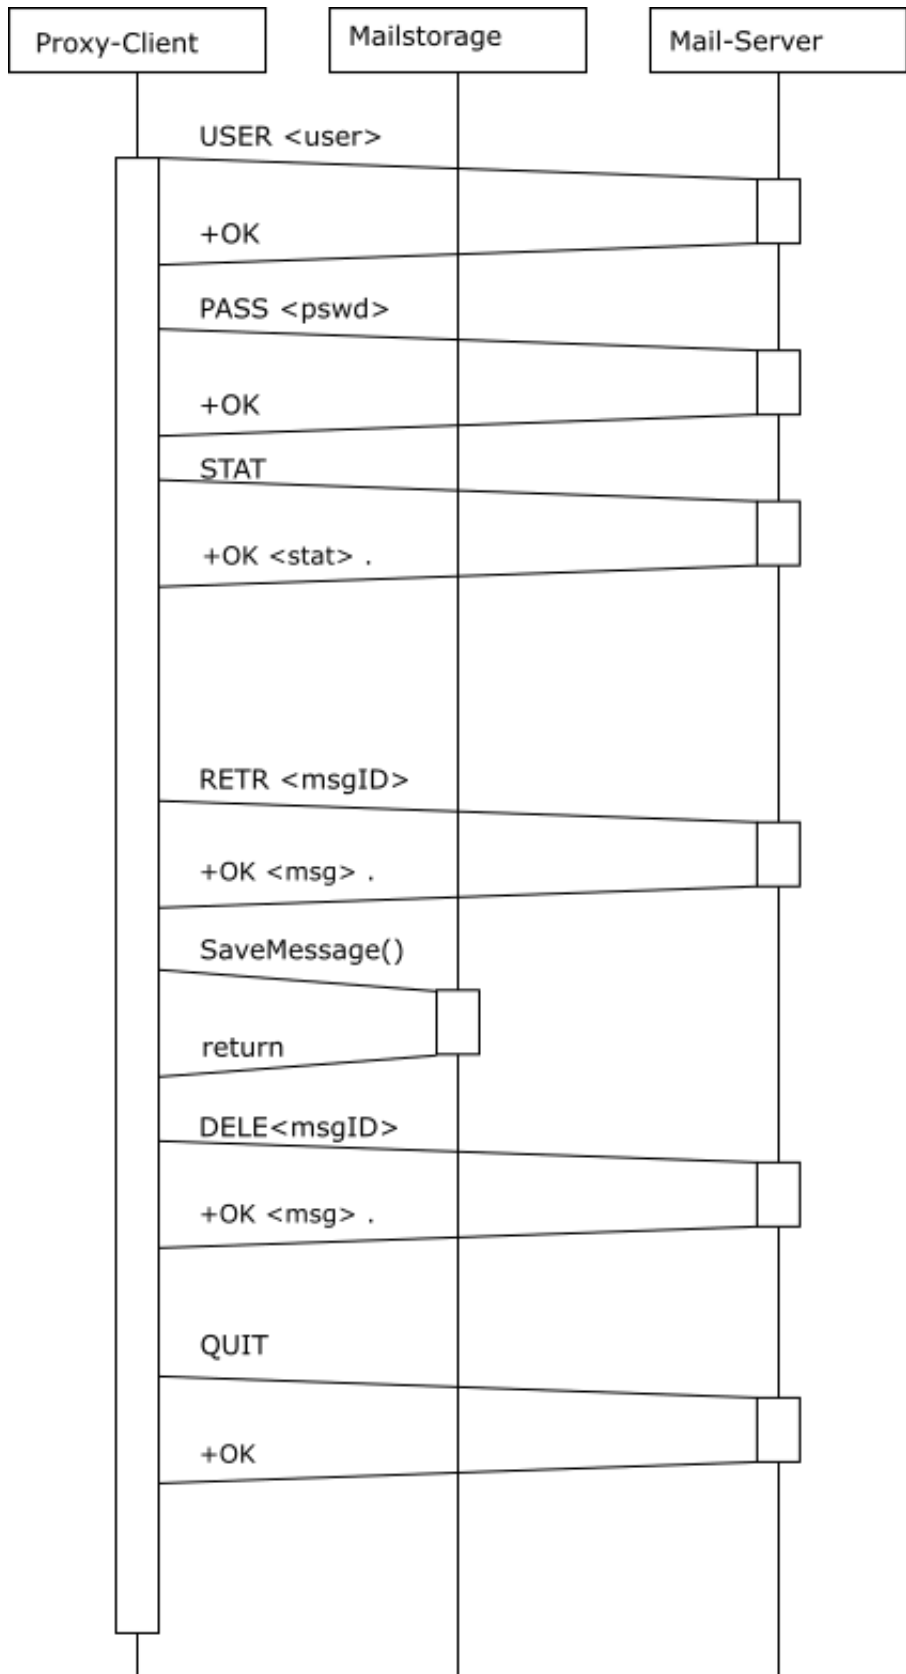 Proxy-Client
Mailstorage
Mail-Server
USER <user>
+OK
PASS <pswd>
+OK
STAT
+OK <stat> .
RETR <msgID>
+OK <msg> .
SaveMessage()
return
DELE<msgID>
+OK <msg> .
QUIT
+OK